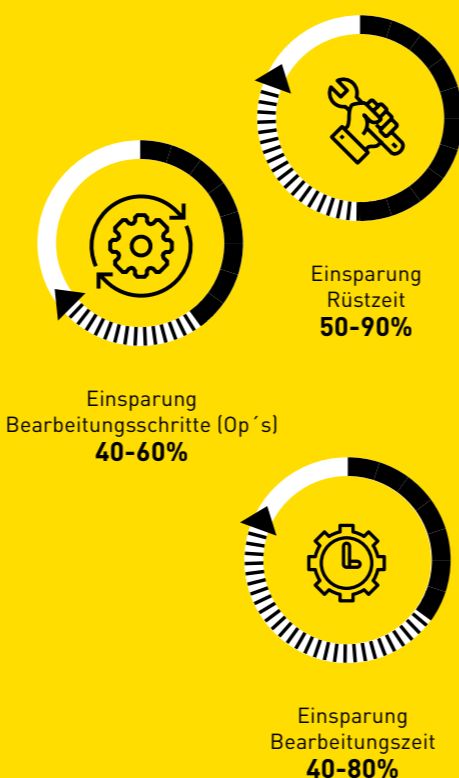 Einsparung
Rüstzeit
50-90%
Einsparung
Bearbeitungsschritte (Op´s)
40-60%
Einsparung
Bearbeitungszeit
40-80%